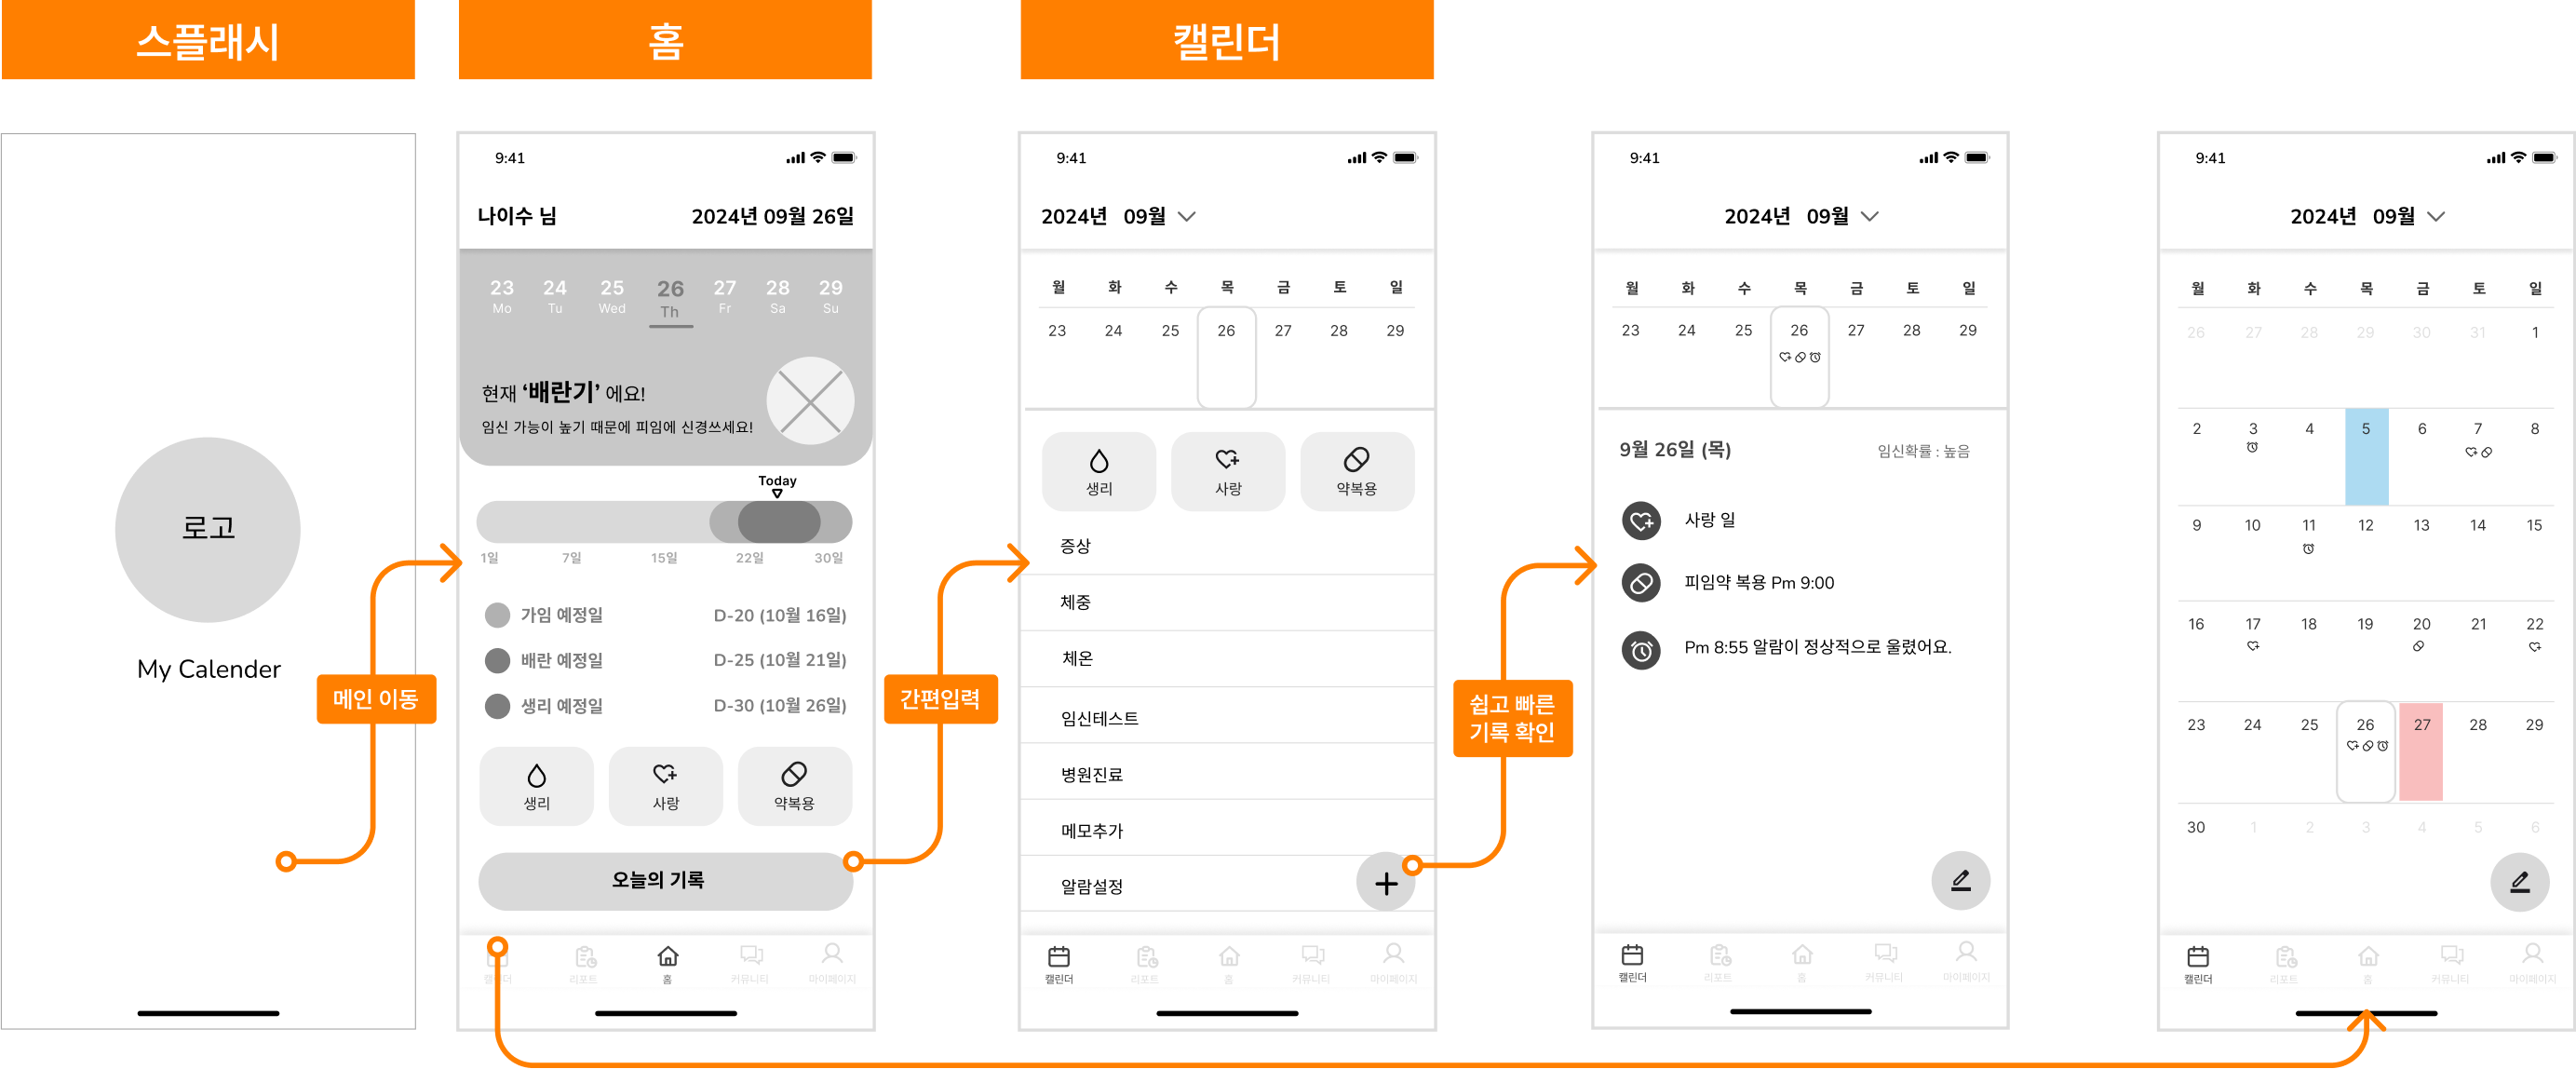 스플래시
홈
캘린더
로고
My Calender
메인 이동
9:41
나이수 님 2024년 09월 26일
23 24 25 26 27 28 29
Mo Tu Wed Th Fr Sa Su
현재 ‘배란기’ 에요!
임신 가능이 높기 때문에 피임에 신경쓰세요!
Today
1일 7일 15일 22일 30일
가임 예정일 D-20 (10월 16일)
배란 예정일 D-25 (10월 21일)
생리 예정일 D-30 (10월 26일)
생리 사랑 약복용
오늘의 기록
캘린더 리포트 홈 커뮤니티 마이페이지
간편입력
9:41
2024년 09월
월 화 수 목 금 토 일
23 24 25 26 27 28 29
생리 사랑 약복용
증상
체중
체온
임신테스트
병원진료
메모추가
알람설정
캘린더 리포트 홈 커뮤니티 마이페이지
쉽고 빠른
기록 확인
9:41
2024년 09월
월 화 수 목 금 토 일
23 24 25 26 27 28 29
9월 26일 (목) 임신확률 : 높음
사랑 일
피임약 복용 Pm 9:00
Pm 8:55 알람이 정상적으로 울렸어요.
캘린더 리포트 홈 커뮤니티 마이페이지
9:41
2024년 09월
월 화 수 목 금 토 일
26 27 28 29 30 31 1
2 3 4 5 6 7 8
9 10 11 12 13 14 15
16 17 18 19 20 21 22
23 24 25 26 27 28 29
30 1 2 3 4 5 6
캘린더 리포트 홈 커뮤니티 마이페이지